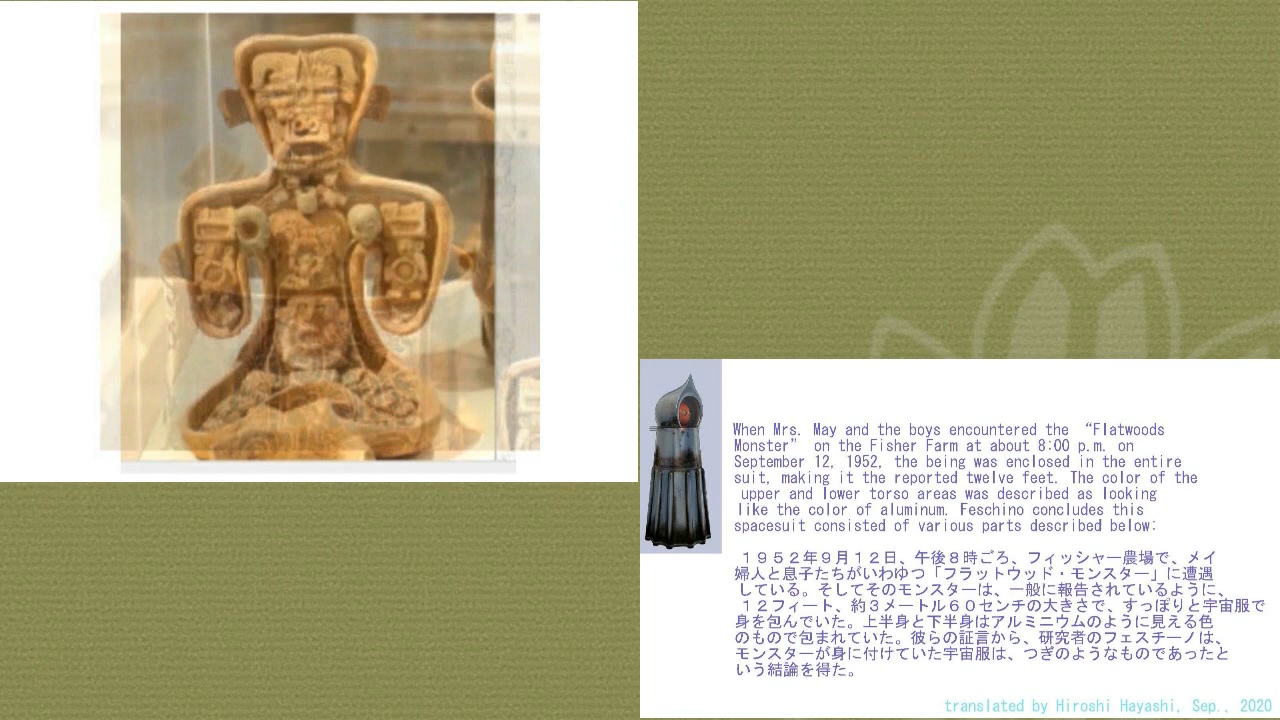 When Mrs. May and the boys encountered the “Flatwoods
Monster” on the Fisher Farm at about 8:00 p.m. on
September 12, 1952, the being was enclosed in the entire
suit, making it the reported twelve feet. The color of the
upper and lower torso areas was described as looking
like the color of aluminum. Feschino concludes this
spacesuit consisted of various parts described below:
１９５２年９月１２日、午後８時ごろ、フィッシャー農場で、メイ
婦人と息子たちがいわゆつ「フラットウッド・モンスター」に遭遇
している。そしてそのモンスターは、一般に報告されているように、
１２フィート、約３メートル６０センチの大きさで、すっぽりと宇宙服で
身を包んでいた。上半身と下半身はアルミニウムのように見える色
のもので包まれていた。彼らの証言から、研究者のフェスチーノは、
モンスターが身に付けていた宇宙服は、つぎのようなものであったと
いう結論を得た。
translated by Hiroshi Hayashi, Sep., 2020